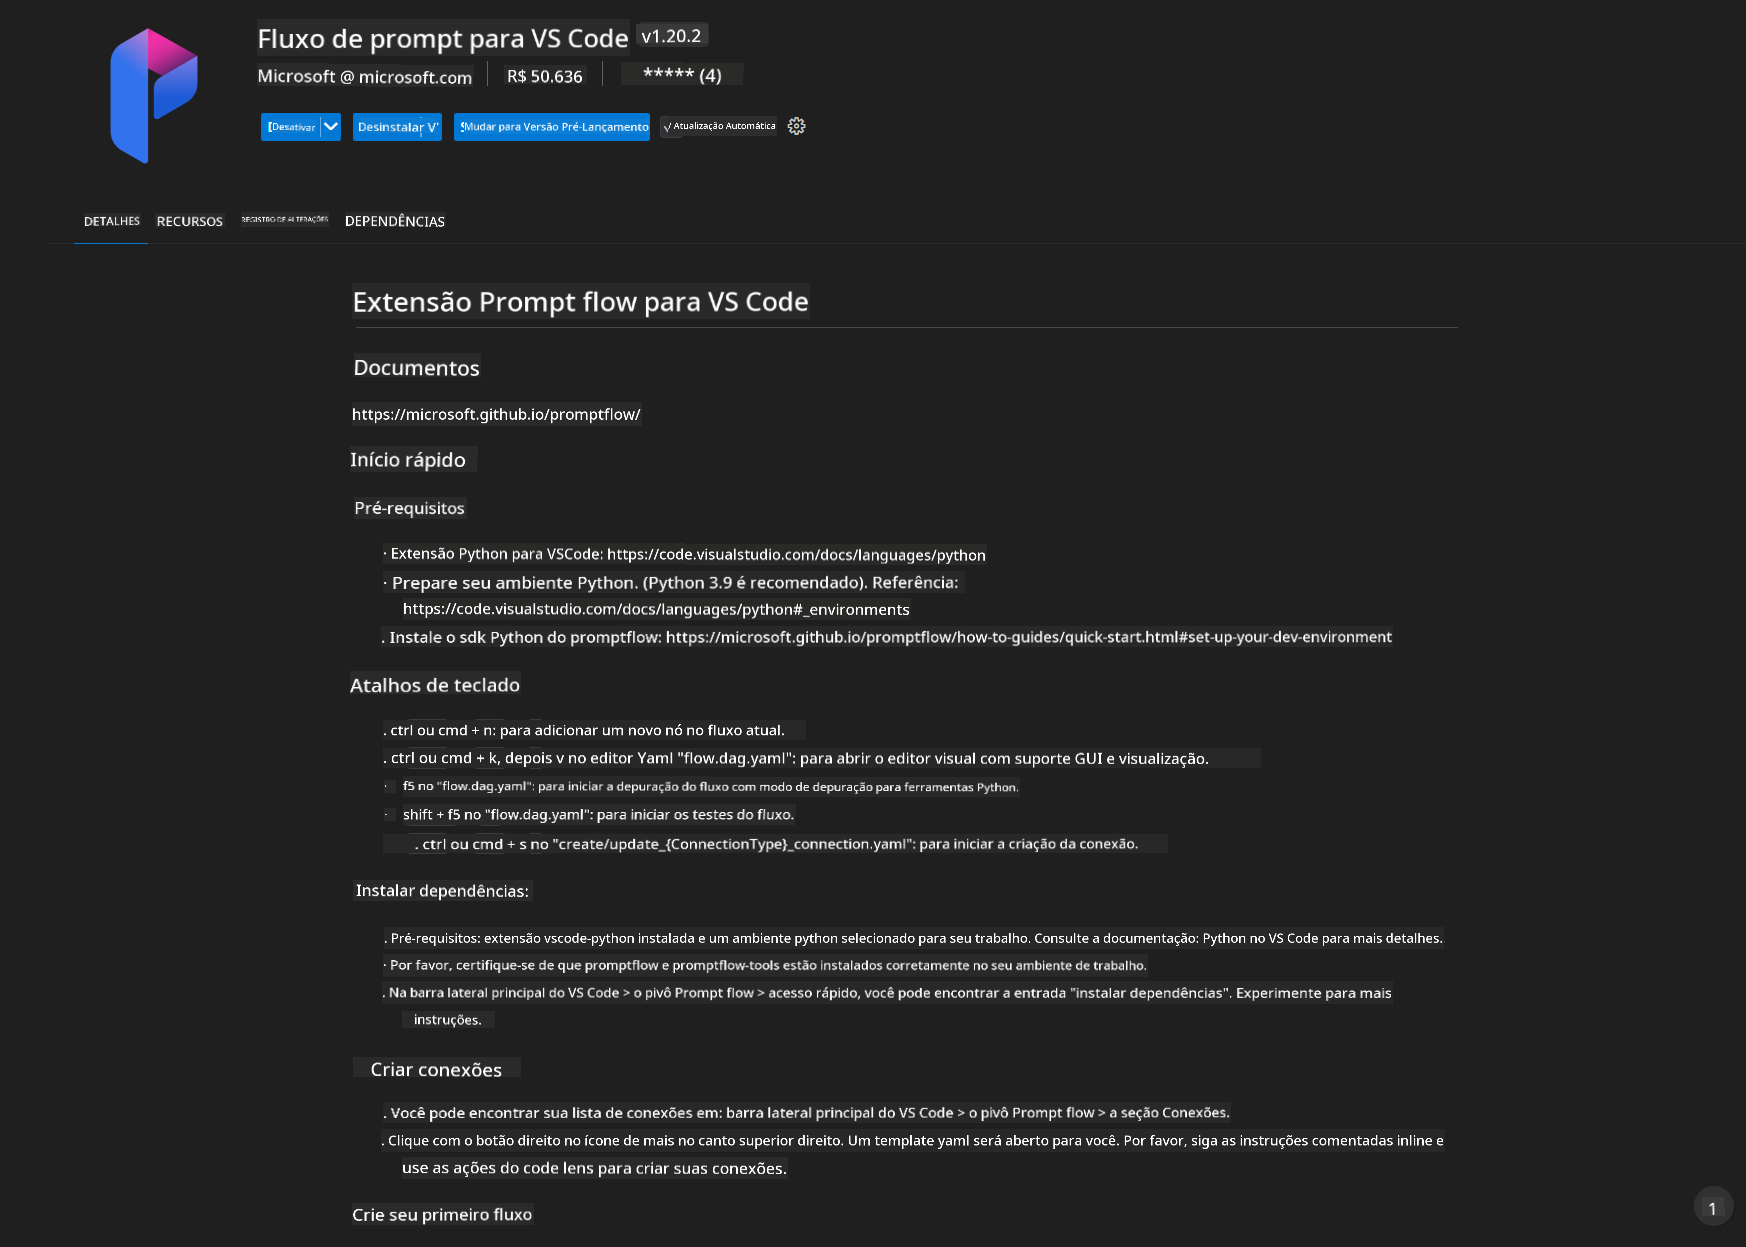 Fluxo de prompt para VS Code v1.20.2
Microsoft @ microsoft.com R$ 50.636 ***** (4)
Desativar Desinstalar Mudar para Versão Pré-Lançamento √ Atualização Automática
DETALHES RECURSOS REGISTRO DE ALTERAÇÕES DEPENDÊNCIAS
Extensão Prompt flow para VS Code
Documentos
https://microsoft.github.io/promptflow/
Início rápido
Pré-requisitos
· Extensão Python para VSCode: https://code.visualstudio.com/docs/languages/python
· Prepare seu ambiente Python. (Python 3.9 é recomendado). Referência:
https://code.visualstudio.com/docs/languages/python#_environments
. Instale o sdk Python do promptflow: https://microsoft.github.io/promptflow/how-to-guides/quick-start.html#set-up-your-dev-environment
Atalhos de teclado
. ctrl ou cmd + n: para adicionar um novo nó no fluxo atual.
. ctrl ou cmd + k, depois v no editor Yaml "flow.dag.yaml": para abrir o editor visual com suporte GUI e visualização.
· f5 no "flow.dag.yaml": para iniciar a depuração do fluxo com modo de depuração para ferramentas Python.
· shift + f5 no "flow.dag.yaml": para iniciar os testes do fluxo.
. ctrl ou cmd + s no "create/update_{ConnectionType}_connection.yaml": para iniciar a criação da conexão.
Instalar dependências:
. Pré-requisitos: extensão vscode-python instalada e um ambiente python selecionado para seu trabalho. Consulte a documentação: Python no VS Code para mais detalhes.
· Por favor, certifique-se de que promptflow e promptflow-tools estão instalados corretamente no seu ambiente de trabalho.
. Na barra lateral principal do VS Code > o pivô Prompt flow > acesso rápido, você pode encontrar a entrada "instalar dependências". Experimente para mais
instruções.
Criar conexões
. Você pode encontrar sua lista de conexões em: barra lateral principal do VS Code > o pivô Prompt flow > a seção Conexões.
. Clique com o botão direito no ícone de mais no canto superior direito. Um template yaml será aberto para você. Por favor, siga as instruções comentadas inline e
use as ações do code lens para criar suas conexões.
Crie seu primeiro fluxo
1